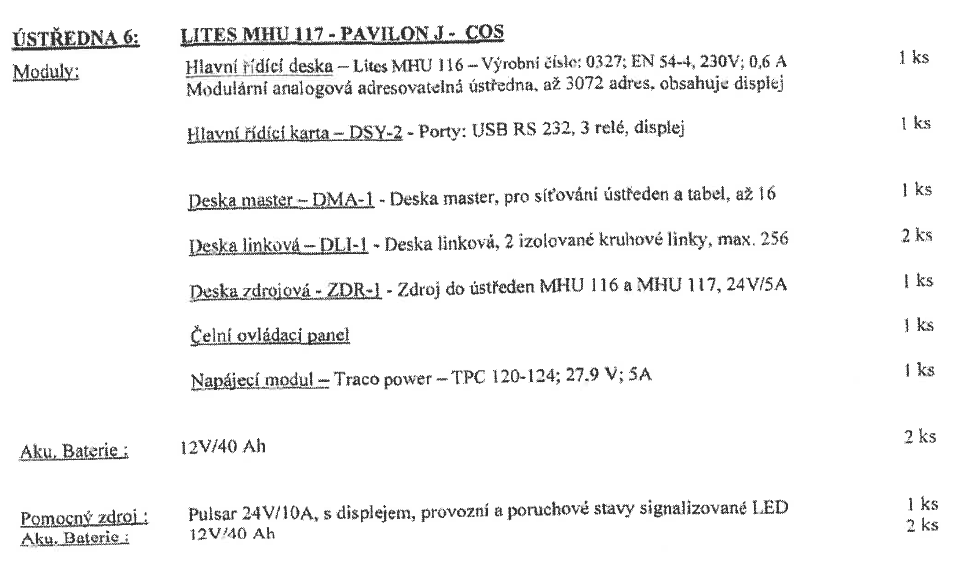 ÚSTŘEDNA 6: LITES MHU 117 - PAVILON J - COS
Moduly: Hlavní řídící deska – Lites MHU 116 – Výrobní číslo: 0327; EN 54-4, 230V; 0,6 A 1 ks
Modulární analogová adresovatelná ústředna, až 3072 adres, obsahuje displej
Hlavní řídící karta – DSY-2 - Porty: USB RS 232, 3 relé, displej 1 ks
Deska master – DMA-1 - Deska master, pro síťování ústředen a tabel, až 16 1 ks
Deska linková – DLI-1 - Deska linková, 2 izolované kruhové linky, max. 256 2 ks
Deska zdrojová - ZDR-1 - Zdroj do ústředen MHU 116 a MHU 117, 24V/5A 1 ks
Čelní ovládací panel 1 ks
Napájecí modul – Traco power – TPC 120-124; 27.9 V; 5A 1 ks
Aku. Baterie : 12V/40 Ah 2 ks
Pomocný zdroj : Pulsar 24V/10A, s displejem, provozní a poruchové stavy signalizované LED 1 ks
Aku. Baterie : 12V/40 Ah 2 ks